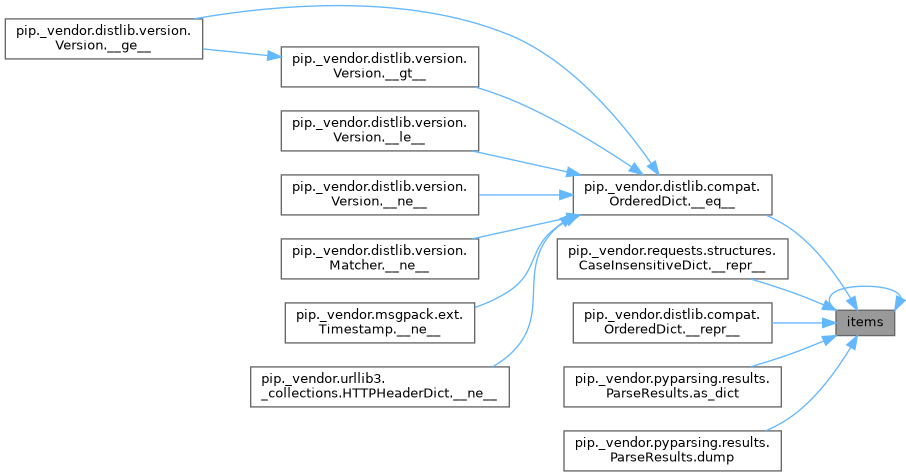 pip._vendor.distlib.version.
Version.__ge__
pip._vendor.distlib.version.
Version.__gt__
pip._vendor.distlib.version.
Version.__le__
pip._vendor.distlib.version.
Version.__ne__
pip._vendor.distlib.version.
Matcher.__ne__
pip._vendor.msgpack.ext.
Timestamp.__ne__
pip._vendor.urllib3.
_collections.HTTPHeaderDict.__ne__
pip._vendor.distlib.compat.
OrderedDict.__eq__
pip._vendor.requests.structures.
CaseInsensitiveDict.__repr__
pip._vendor.distlib.compat.
OrderedDict.__repr__
pip._vendor.pyparsing.results.
ParseResults.as_dict
pip._vendor.pyparsing.results.
ParseResults.dump
items